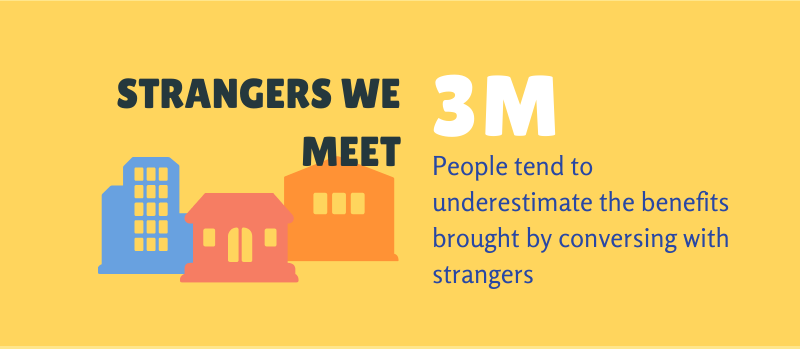 STRANGERS WE
MEET
3M
People tend to
underestimate the benefits
brought by conversing with
strangers